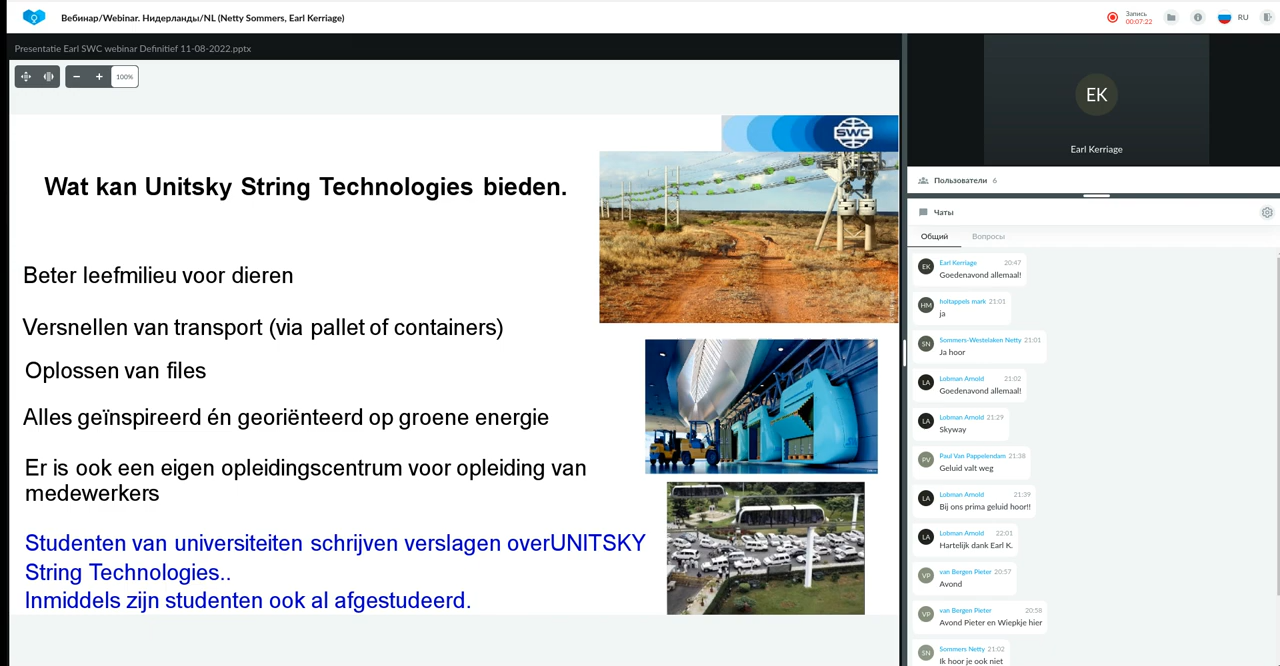 Вебинар/Webinar. Нидерланды/NL (Netty Sommers, Earl Kerriage)
Запись
00:07:22
RU
Presentatie Earl SWC webinar Definitief 11-08-2022.pptx
100%
SWC
Wat kan Unitsky String Technologies bieden.
Beter leefmilieu voor dieren
Versnellen van transport (via pallet of containers)
Oplossen van files
Alles geïnspireerd én georiënteerd op groene energie
Er is ook een eigen opleidingscentrum voor opleiding van
medewerkers
Studenten van universiteiten schrijven verslagen overUNITSKY
String Technologies..
Inmiddels zijn studenten ook al afgestudeerd.
EK
Earl Kerriage
Пользователи 6
Чаты
Общий Вопросы
EK Earl Kerriage 20:47
Goedenavond allemaal!
HM holtappels mark 21:01
ja
SN Sommers-Westelaken Netty 21:01
Ja hoor
LA Lobman Arnold 21:02
Goedenavond allemaal!
LA Lobman Arnold 21:29
Skyway
PV Paul Van Pappelendam 21:38
Geluid valt weg
LA Lobman Arnold 21:39
Bij ons prima geluid hoor!!
LA Lobman Arnold 22:01
Hartelijk dank Earl K.
VP van Bergen Pieter 20:57
Avond
VP van Bergen Pieter 20:58
Avond Pieter en Wiepkje hier
SN Sommers Netty 21:02
Ik hoor je ook niet